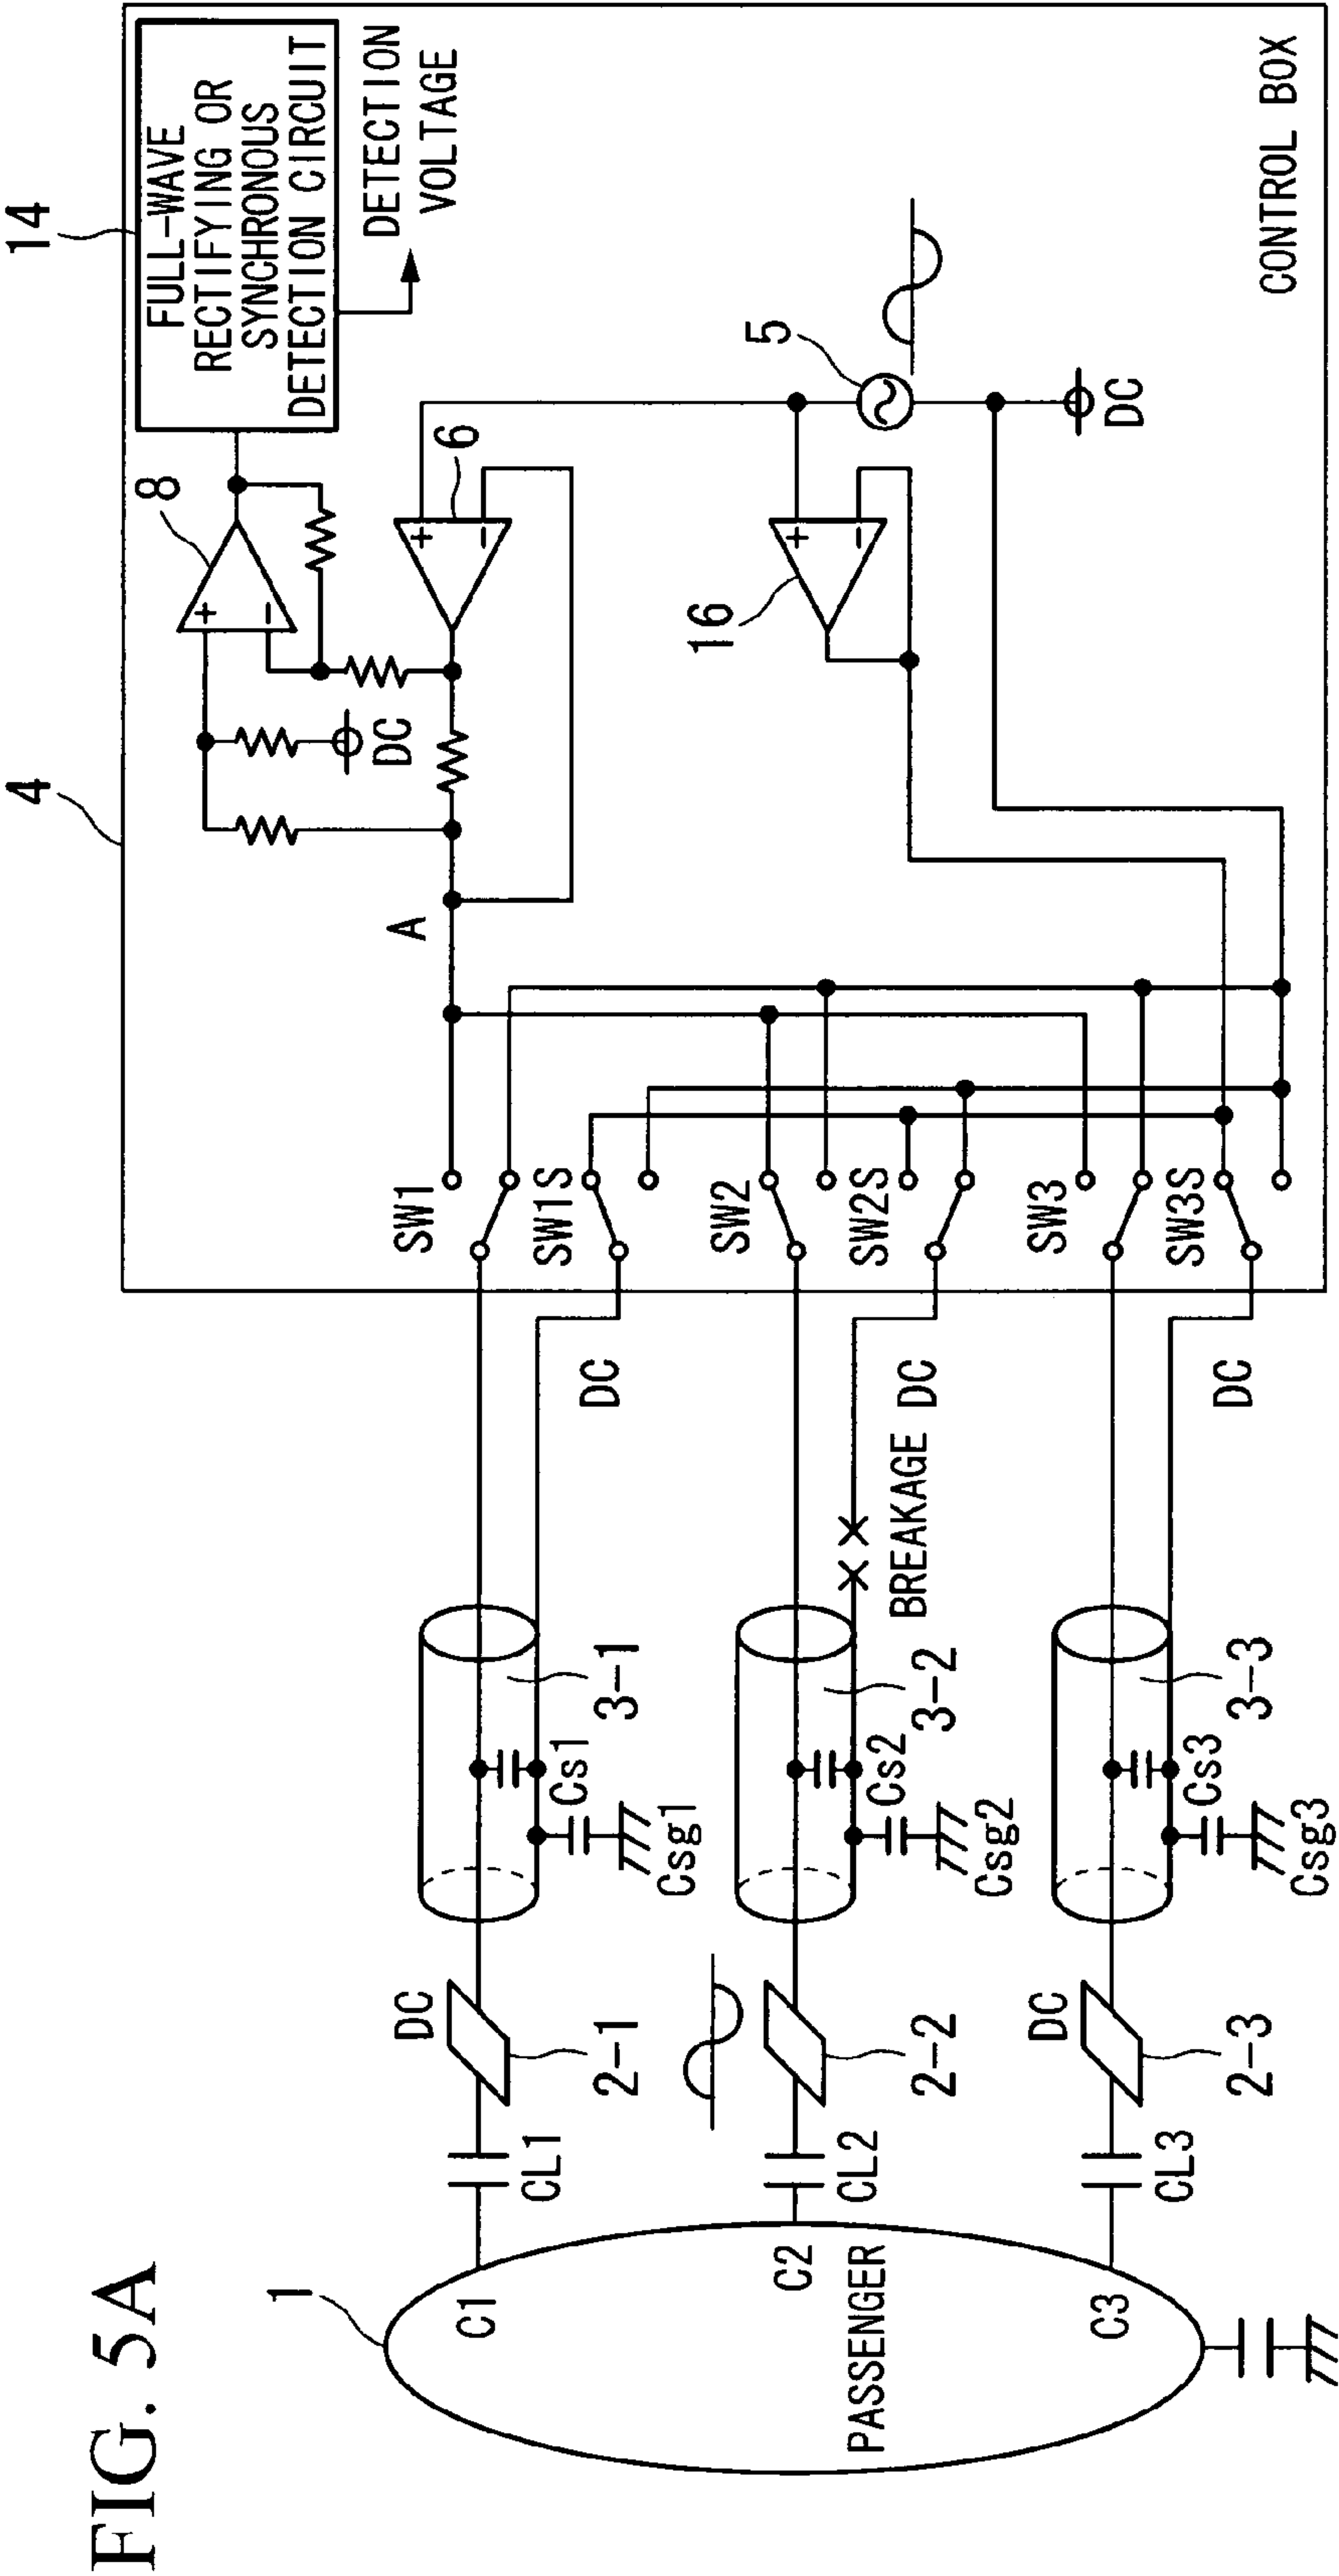 FIG. 5A
1
C1
C2
PASSENGER
C3
CL1
CL2
CL3
DC
2-1
2-2
DC
2-3
Csg1
Cs1
3-1
Csg2
Cs2
3-2
Csg3
Cs3
3-3
BREAKAGE
DC
DC
DC
4
SW1
SW1S
SW2
SW2S
SW3
SW3S
A
DC
+
−
8
+
−
6
+
−
16
5
DC
14
FULL-WAVE
RECTIFYING OR
SYNCHRONOUS
DETECTION CIRCUIT
DETECTION
VOLTAGE
CONTROL BOX